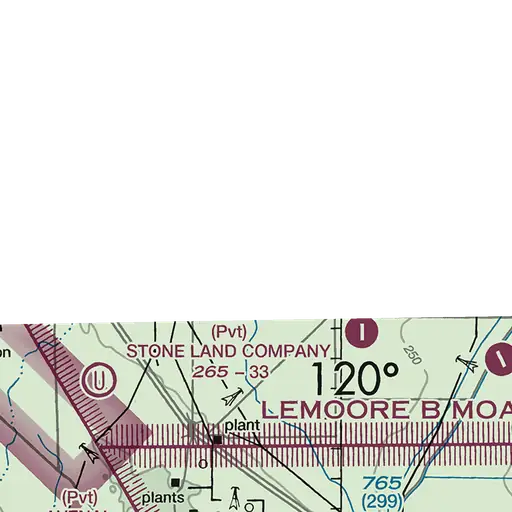 (Pvt)
STONE LAND COMPANY
265 - 33
250
120°
LEMOORE B MOA
U
plant
765
(299)
plants
(Pvt)